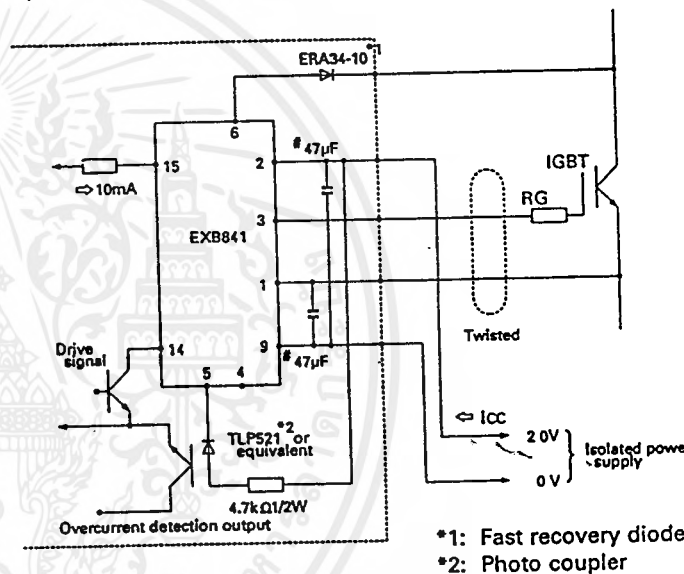 *1
ERA34-10
6
# 47µF
2
15
⇨10mA
IGBT
RG
3
EXB841
1
Twisted
Drive
signal
14
9
# 47µF
5
4
⇦ Icc
TLP521 *2 or
equivalent
20V
Isolated power
supply
0V
4.7kΩ1/2W
Overcurrent detection output
*1: Fast recovery diode
*2: Photo coupler